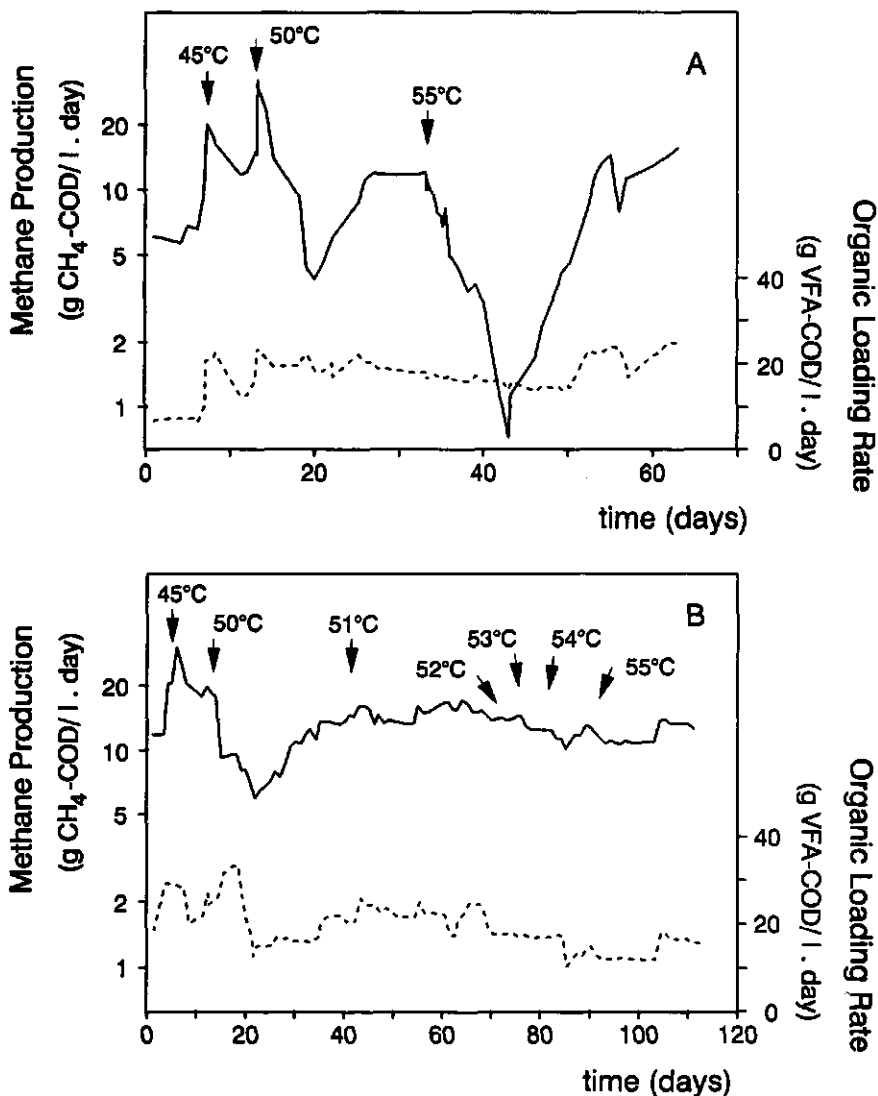 45°C
50°C
55°C
A
Methane Production
(g CH₄-COD/ l . day)
20
10
5
2
1
40
20
0
Organic Loading Rate
(g VFA-COD/ l . day)
0
20
40
60
time (days)
45°C
50°C
51°C
52°C
53°C
54°C
55°C
B
Methane Production
(g CH₄-COD/ l . day)
20
10
5
2
1
40
20
0
Organic Loading Rate
(g VFA-COD/ l . day)
0
20
40
60
80
100
120
time (days)